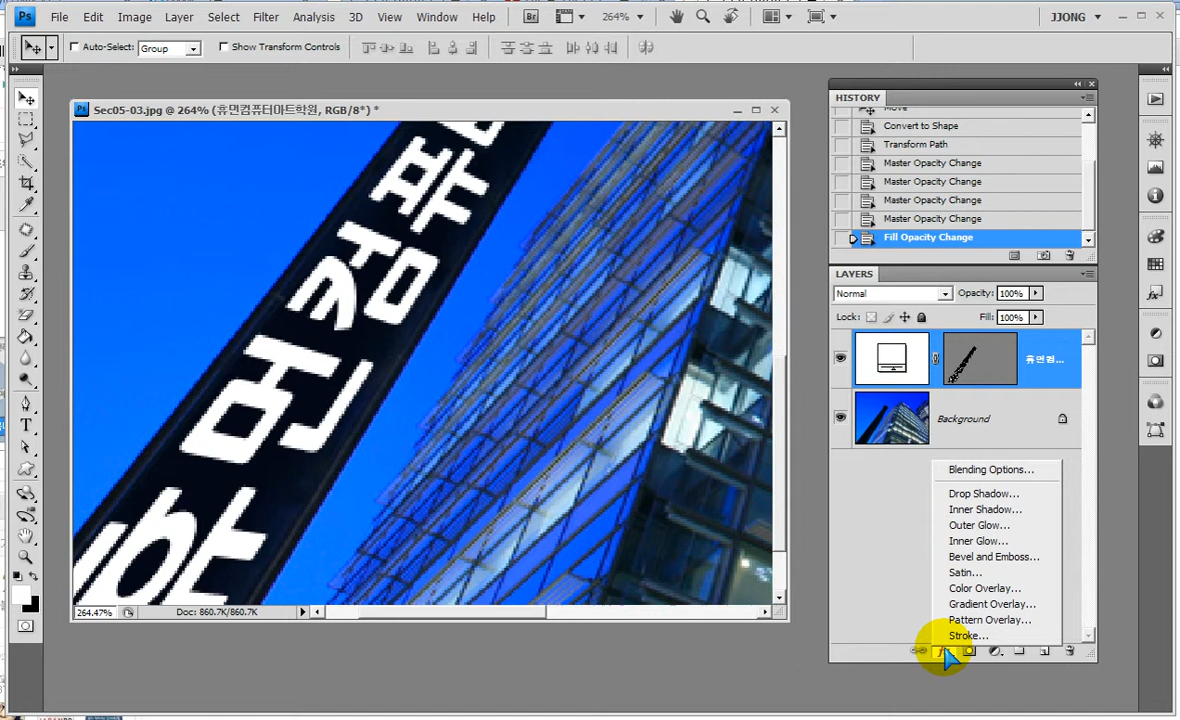 Ps File Edit Image Layer Select Filter Analysis 3D View Window Help Br 264% JJONG
Auto-Select: Group Show Transform Controls
Ps Sec05-03.jpg @ 264% (휴먼컴퓨터아트학원, RGB/8*) *
컴
먼
264.47% Doc: 860.7K/860.7K
HISTORY
Move
Convert to Shape
Transform Path
Master Opacity Change
Master Opacity Change
Master Opacity Change
Master Opacity Change
Fill Opacity Change
LAYERS
Normal Opacity: 100%
Lock: Fill: 100%
휴먼컴...
Background
Blending Options...
Drop Shadow...
Inner Shadow...
Outer Glow...
Inner Glow...
Bevel and Emboss...
Satin...
Color Overlay...
Gradient Overlay...
Pattern Overlay...
Stroke...